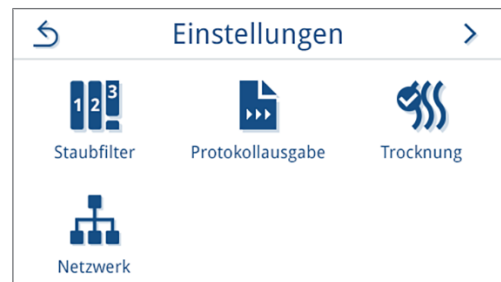 Einstellungen
1 2 3
Staubfilter
Protokollausgabe
Trocknung
Netzwerk